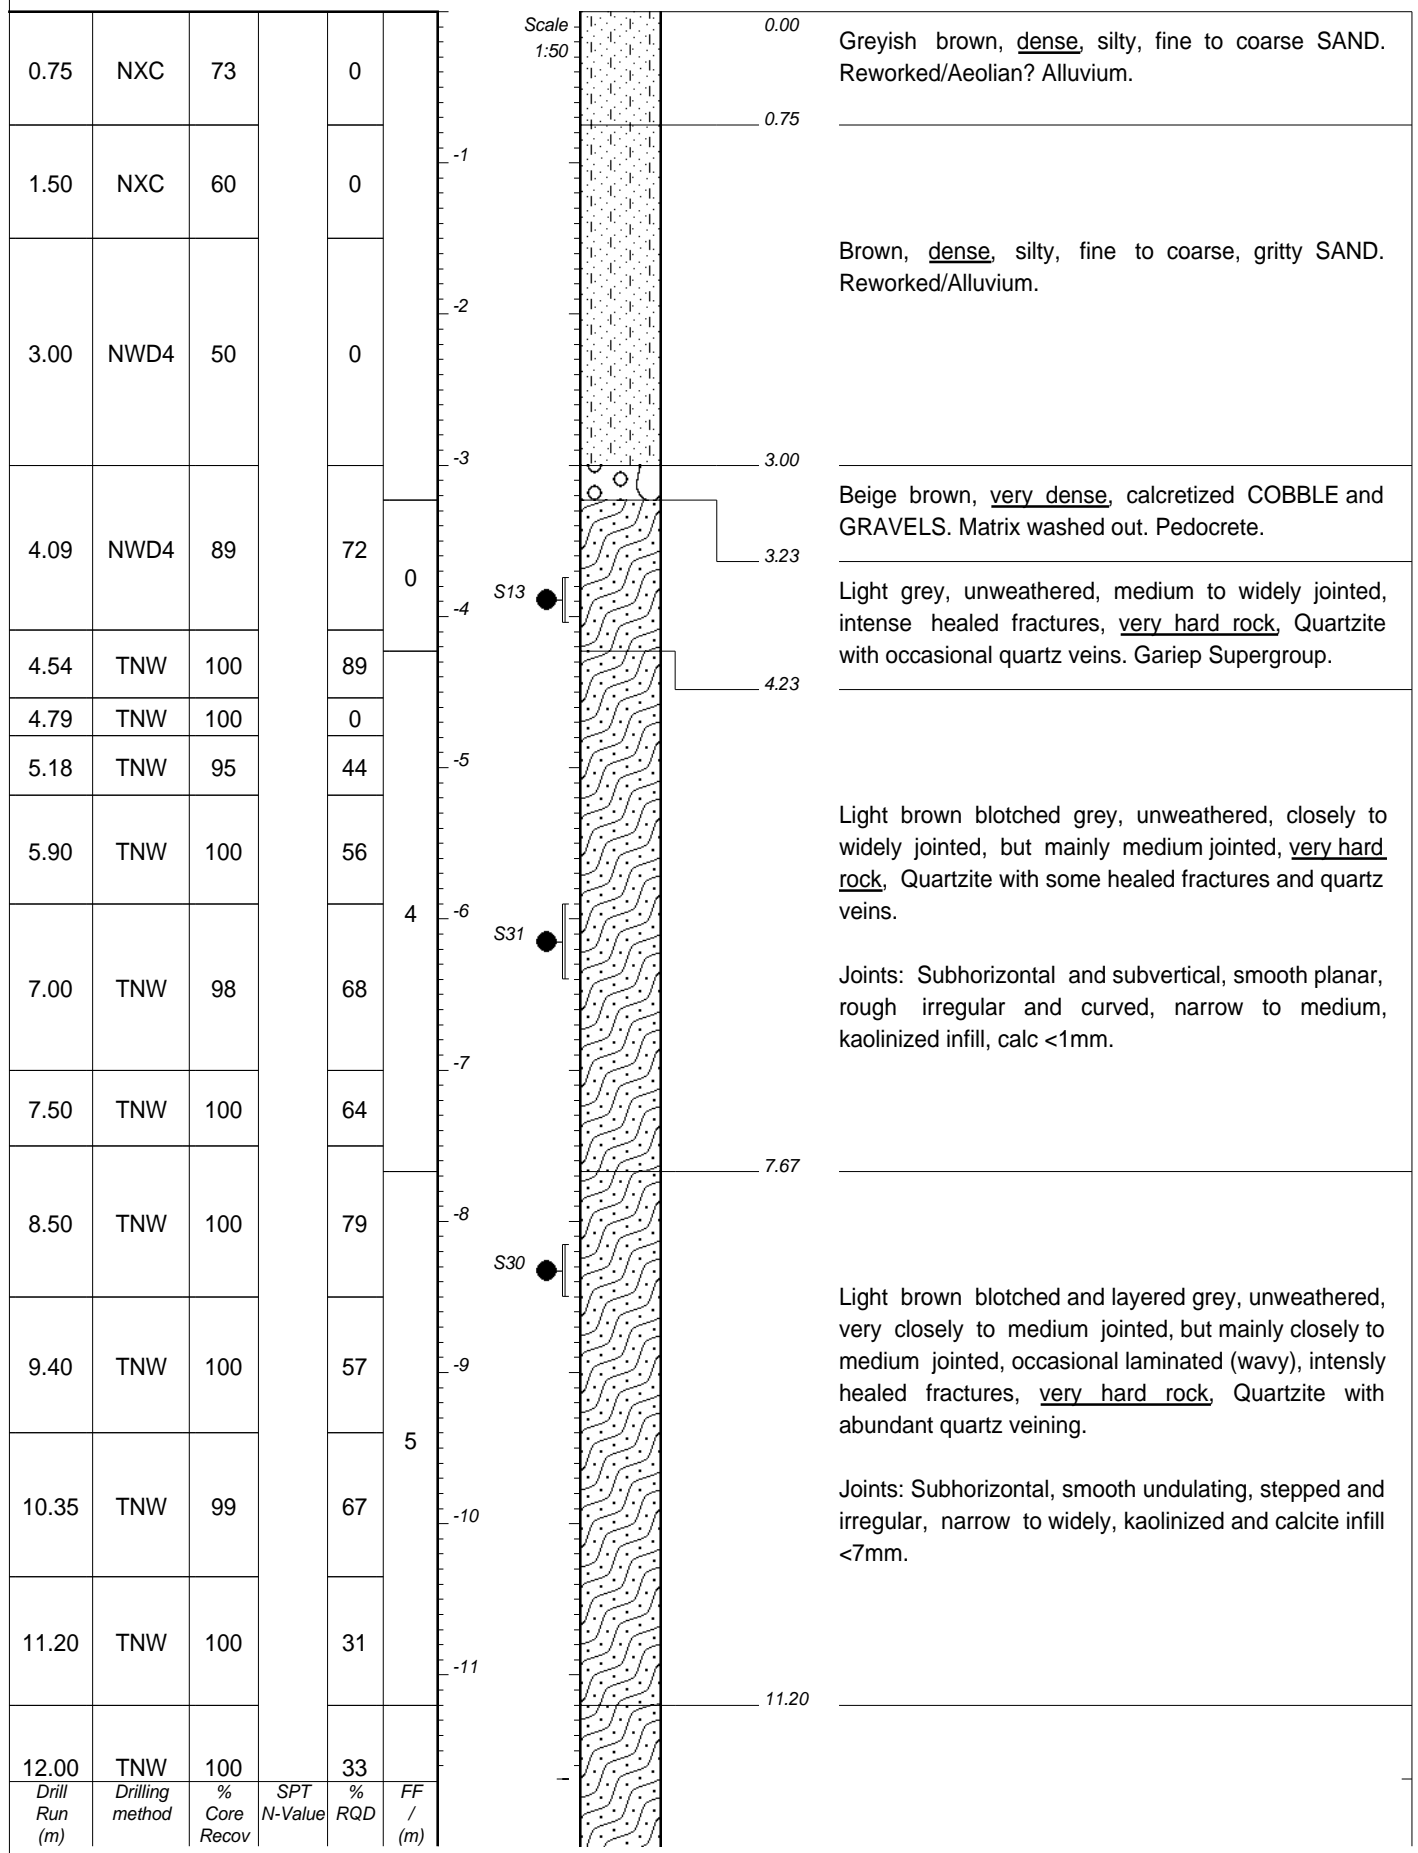 Scale
1:50
0.00
Greyish brown, dense, silty, fine to coarse SAND.
Reworked/Aeolian? Alluvium.
0.75 NXC 73 0
0.75
-1
1.50 NXC 60 0
Brown, dense, silty, fine to coarse, gritty SAND.
Reworked/Alluvium.
-2
3.00 NWD4 50 0
-3
3.00
Beige brown, very dense, calcretized COBBLE and
GRAVELS. Matrix washed out. Pedocrete.
3.23
4.09 NWD4 89 72
0
S13
-4
Light grey, unweathered, medium to widely jointed,
intense healed fractures, very hard rock, Quartzite
with occasional quartz veins. Gariep Supergroup.
4.54 TNW 100 89
4.23
4.79 TNW 100 0
5.18 TNW 95 44
-5
5.90 TNW 100 56
Light brown blotched grey, unweathered, closely to
widely jointed, but mainly medium jointed, very hard
rock, Quartzite with some healed fractures and quartz
veins.
4
-6
S31
7.00 TNW 98 68
Joints: Subhorizontal and subvertical, smooth planar,
rough irregular and curved, narrow to medium,
kaolinized infill, calc <1mm.
-7
7.50 TNW 100 64
7.67
8.50 TNW 100 79
-8
S30
Light brown blotched and layered grey, unweathered,
very closely to medium jointed, but mainly closely to
medium jointed, occasional laminated (wavy), intensly
healed fractures, very hard rock, Quartzite with
abundant quartz veining.
9.40 TNW 100 57
-9
5
10.35 TNW 99 67
-10
Joints: Subhorizontal, smooth undulating, stepped and
irregular, narrow to widely, kaolinized and calcite infill
<7mm.
11.20 TNW 100 31
-11
11.20
12.00 TNW 100 33
Drill Drilling % SPT % FF
Run method Core N-Value RQD /
(m) Recov (m)